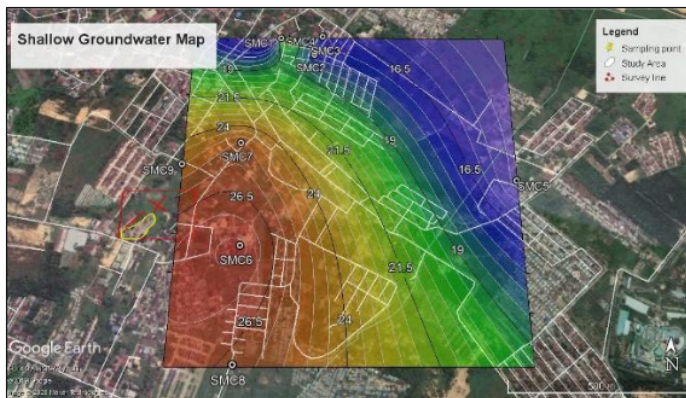 Shallow Groundwater Map
Legend
Sampling point
Study Area
Survey line
SMC1
SMC4
SMC3
SMC2
19
16.5
21.5
24
SMC7
21.5
19
SMC9
16.5
SMC5
26.5
24
SMC6
19
21.5
26.5
24
Google Earth
SMC8
N